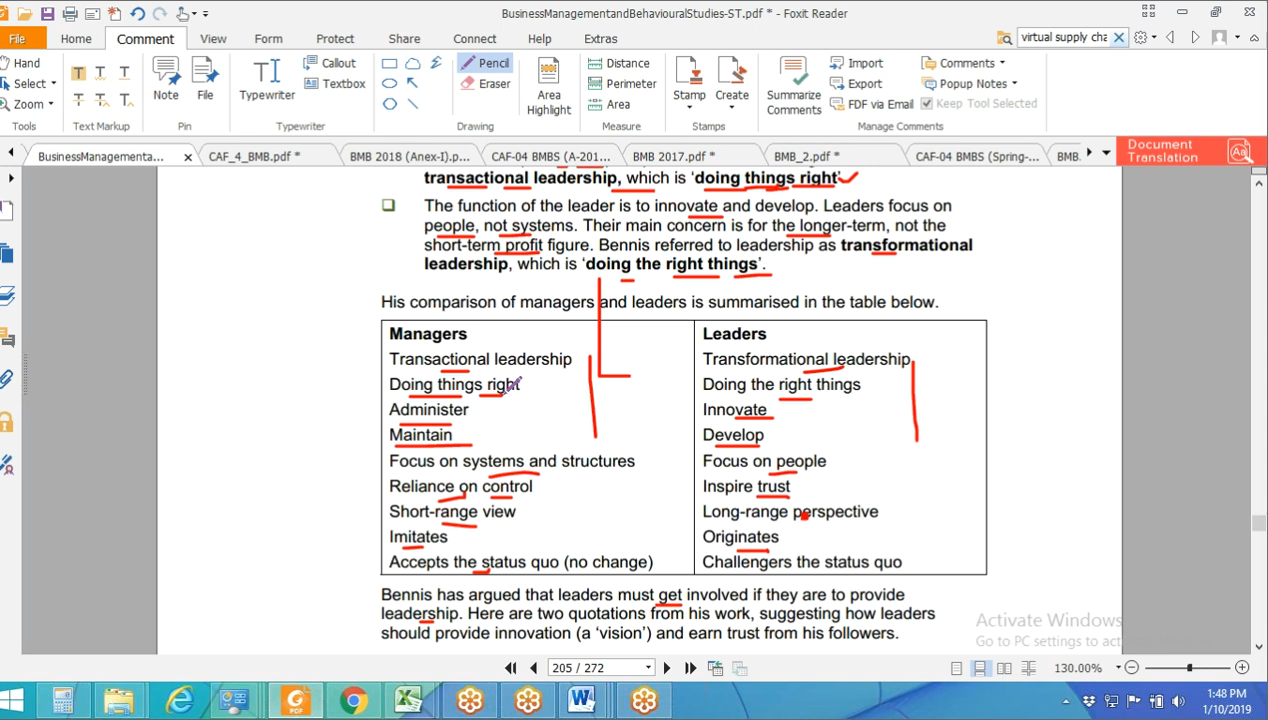 BusinessManagementandBehaviouralStudies-ST.pdf * - Foxit Reader
File Home Comment View Form Protect Share Connect Help Extras
virtual supply cha
Hand
Select
Zoom
Tools
Text Markup
Note
File
Pin
Typewriter
Callout
Textbox
Typewriter
Pencil
Eraser
Area
Highlight
Drawing
Distance
Perimeter
Area
Measure
Stamp
Create
Stamps
Summarize
Comments
Import
Export
FDF via Email
Comments
Popup Notes
Keep Tool Selected
Manage Comments
BusinessManagementa...
CAF_4_BMB.pdf *
BMB 2018 (Anex-I).p...
CAF-04 BMBS (A-201...
BMB 2017.pdf *
BMB_2.pdf *
CAF-04 BMBS (Spring-...
BMB.
Document
Translation
transactional leadership, which is ‘doing things right’
The function of the leader is to innovate and develop. Leaders focus on
people, not systems. Their main concern is for the longer-term, not the
short-term profit figure. Bennis referred to leadership as transformational
leadership, which is ‘doing the right things’.
His comparison of managers and leaders is summarised in the table below.
Managers Leaders
Transactional leadership Transformational leadership
Doing things right Doing the right things
Administer Innovate
Maintain Develop
Focus on systems and structures Focus on people
Reliance on control Inspire trust
Short-range view Long-range perspective
Imitates Originates
Accepts the status quo (no change) Challengers the status quo
Bennis has argued that leaders must get involved if they are to provide
leadership. Here are two quotations from his work, suggesting how leaders
should provide innovation (a ‘vision’) and earn trust from his followers.
Activate Windows
Go to PC settings to activ
205 / 272
130.00%
1:48 PM
1/10/2019